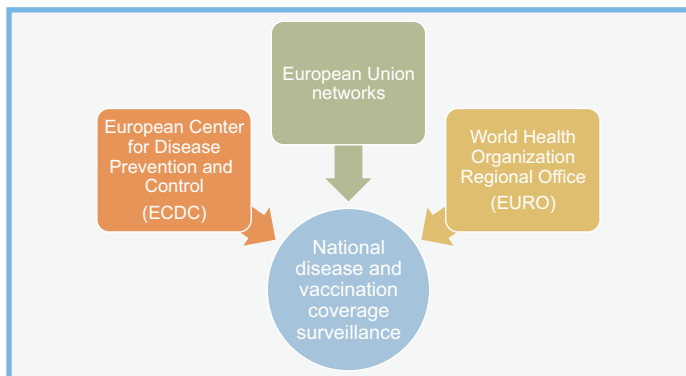 European Union
networks
European Center
for Disease
Prevention and
Control
(ECDC)
World Health
Organization
Regional Office
(EURO)
National
disease and
vaccination
coverage
surveillance